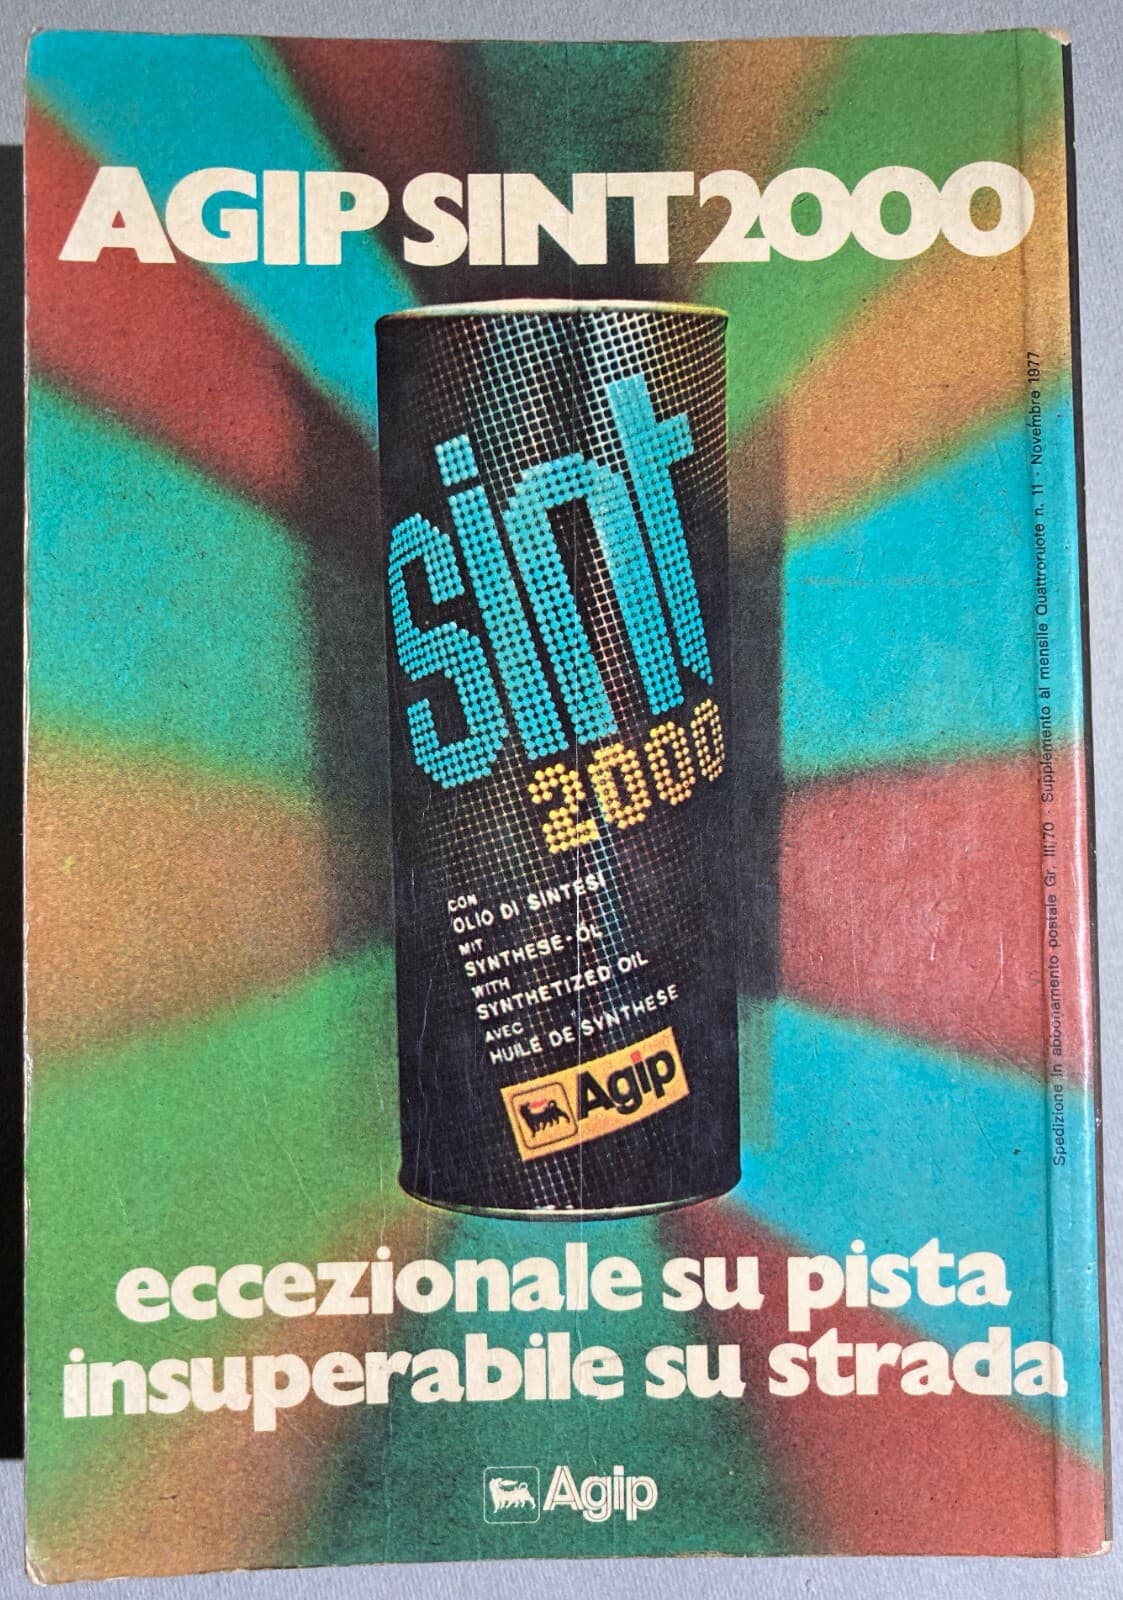 AGIP SINT 2000
sint
2000
CON
OLIO DI SINTESI
MIT
SYNTHESE-ÖL
WITH
SYNTHETIZED OIL
AVEC
HUILE DE SYNTHESE
Agip
eccezionale su pista
insuperabile su strada
Agip
Spedizione in abbonamento postale Gr. III/70 - Supplemento al mensile Quattroruote n. 11 - Novembre 1977